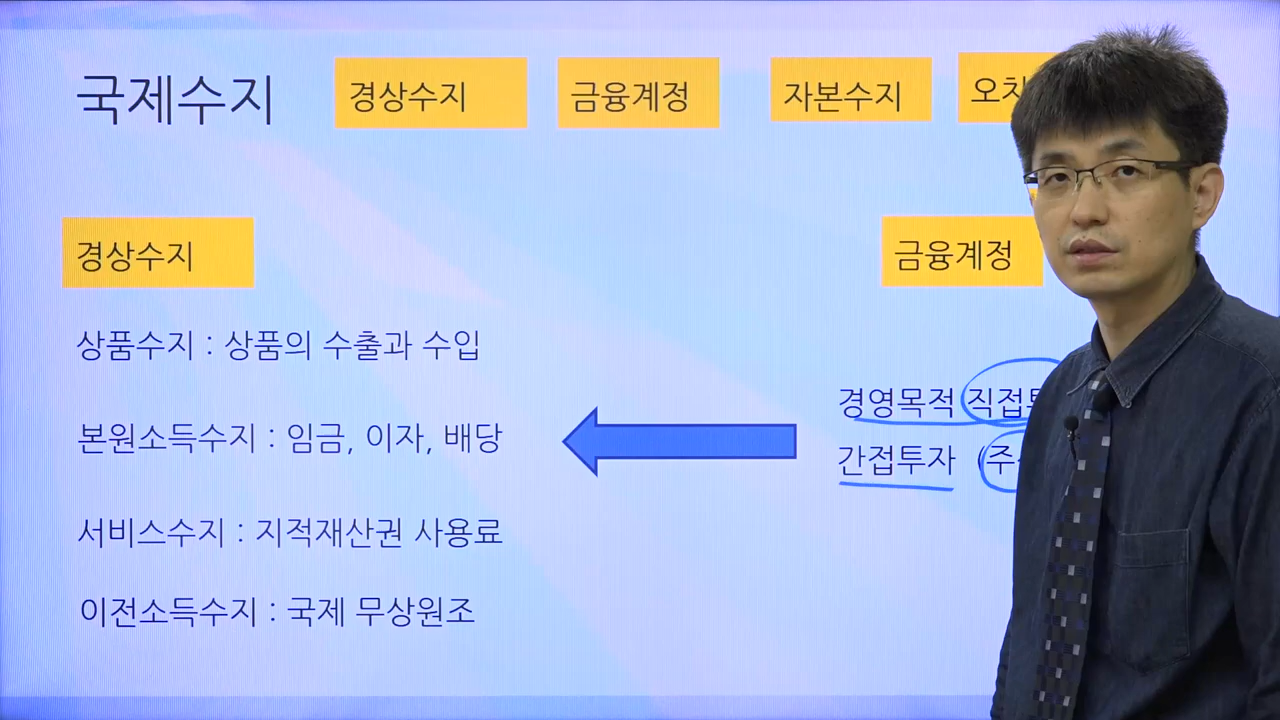 국제수지
경상수지
금융계정
자본수지
경상수지
금융계정
상품수지 : 상품의 수출과 수입
경영목적
본원소득수지 : 임금, 이자, 배당
간접투자
서비스수지 : 지적재산권 사용료
이전소득수지 : 국제 무상원조